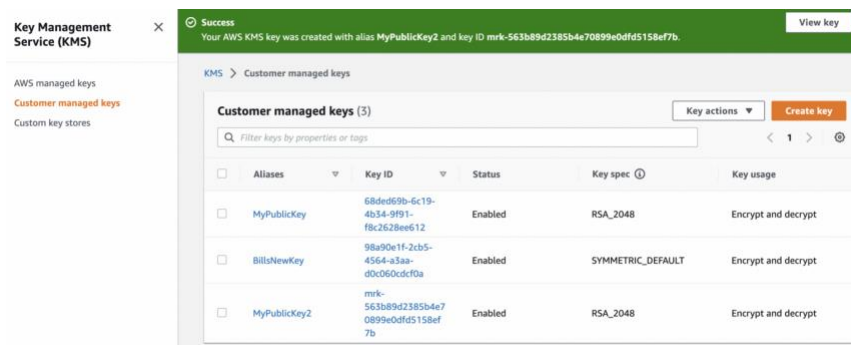 Key Management
Service (KMS)
AWS managed keys
Customer managed keys
Custom key stores
Success
Your AWS KMS key was created with alias MyPublicKey2 and key ID mrk-563b89d2385b4e70899e0dfd5158ef7b.
View key
KMS > Customer managed keys
Customer managed keys (3)
Key actions
Create key
Filter keys by properties or tags
1
Aliases Key ID Status Key spec Key usage
68ded69b-6c19-
MyPublicKey 4b34-9f91- Enabled RSA_2048 Encrypt and decrypt
f8c2628ee612
98a90e1f-2cb5-
BillsNewKey 4564-a3aa- Enabled SYMMETRIC_DEFAULT Encrypt and decrypt
d0c060cdcf0a
mrk-
563b89d2385b4e7
MyPublicKey2 0899e0dfd5158ef Enabled RSA_2048 Encrypt and decrypt
7b